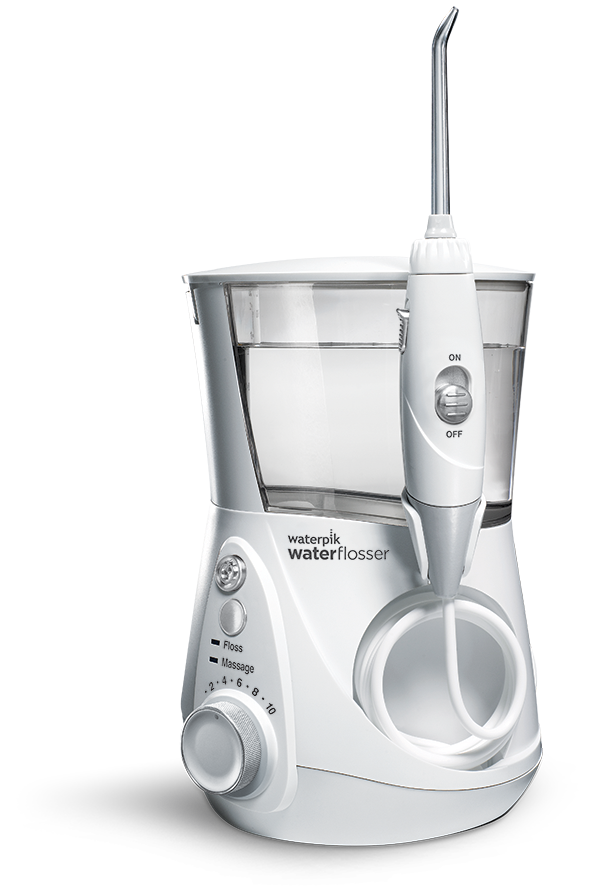 ON
OFF
waterpik
waterflosser
Floss
Massage
· 2 · 4 · 6 · 8 · 10